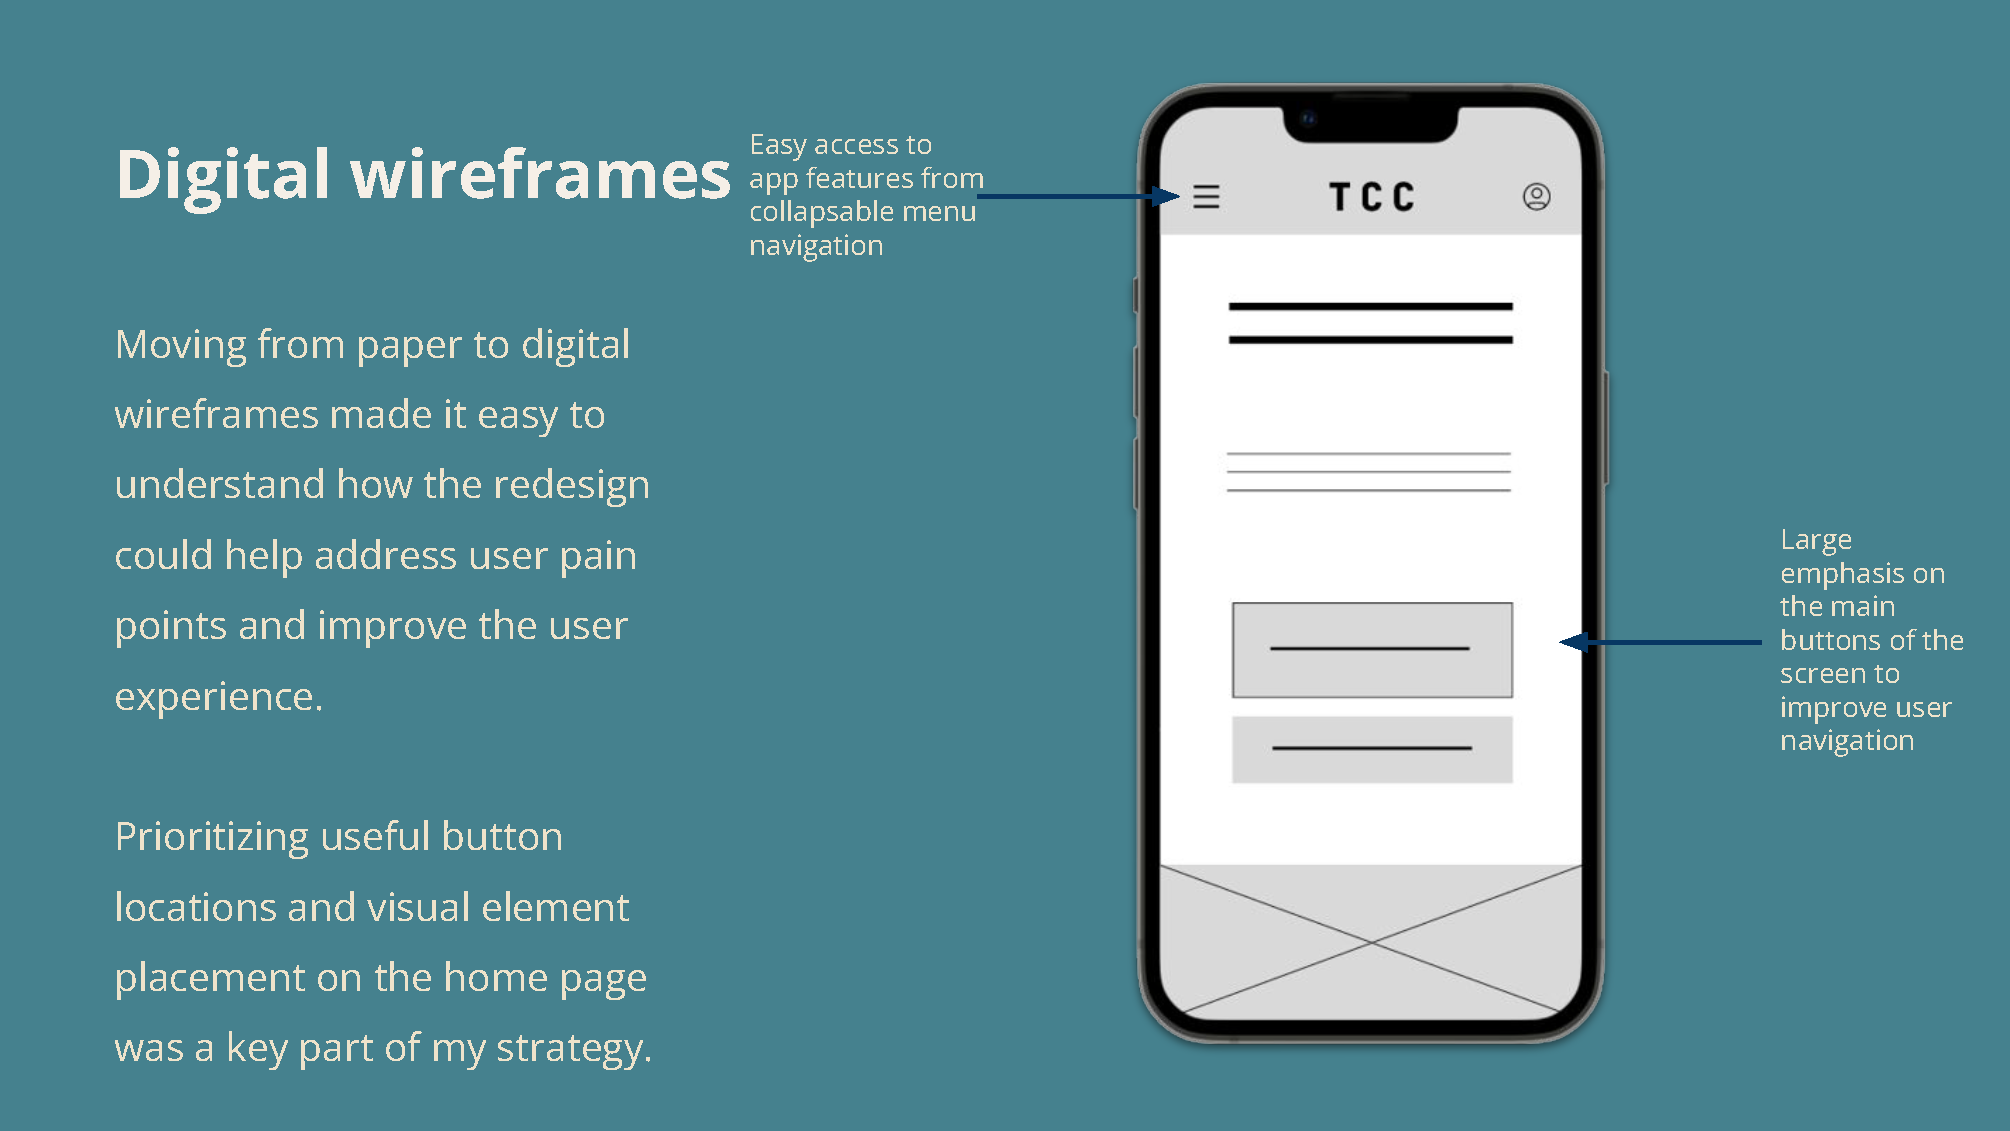 Digital wireframes
Moving from paper to digital
wireframes made it easy to
understand how the redesign
could help address user pain
points and improve the user
experience.
Prioritizing useful button
locations and visual element
placement on the home page
was a key part of my strategy.
Easy access to
app features from
collapsable menu
navigation
TCC
Large
emphasis on
the main
buttons of the
screen to
improve user
navigation